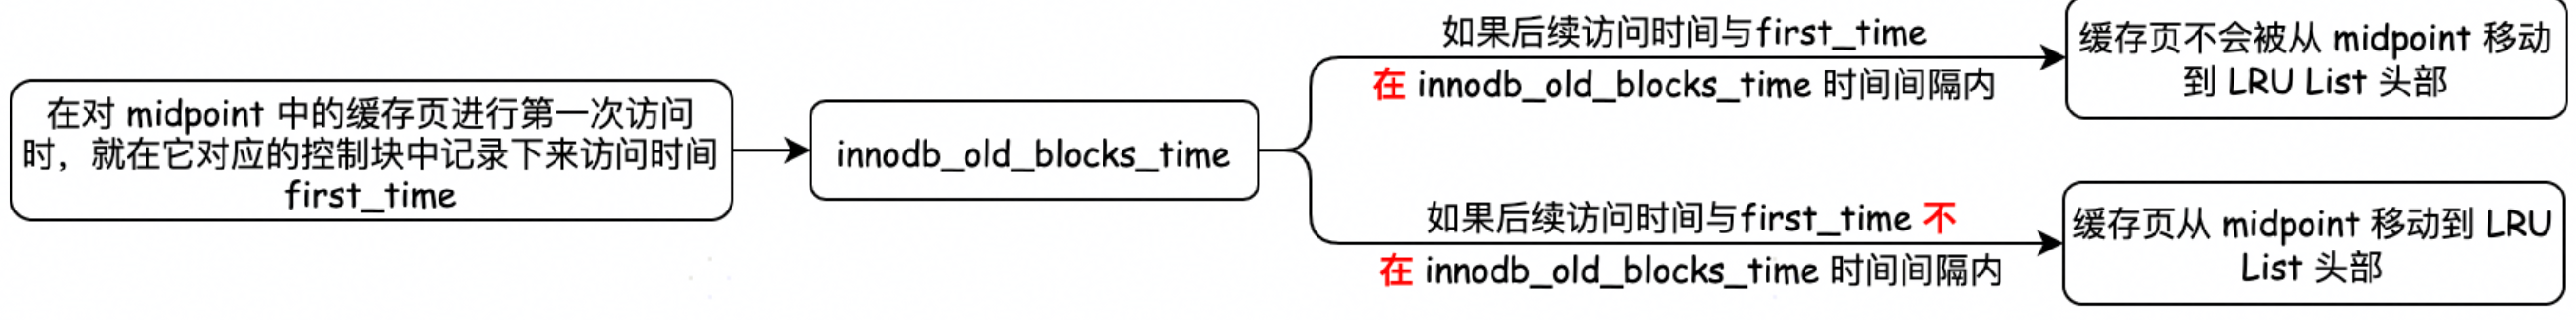 在对 midpoint 中的缓存页进行第一次访问
时，就在它对应的控制块中记录下来访问时间
first_time
innodb_old_blocks_time
如果后续访问时间与first_time
在 innodb_old_blocks_time 时间间隔内
缓存页不会被从 midpoint 移动
到 LRU List 头部
如果后续访问时间与first_time 不
在 innodb_old_blocks_time 时间间隔内
缓存页从 midpoint 移动到 LRU
List 头部